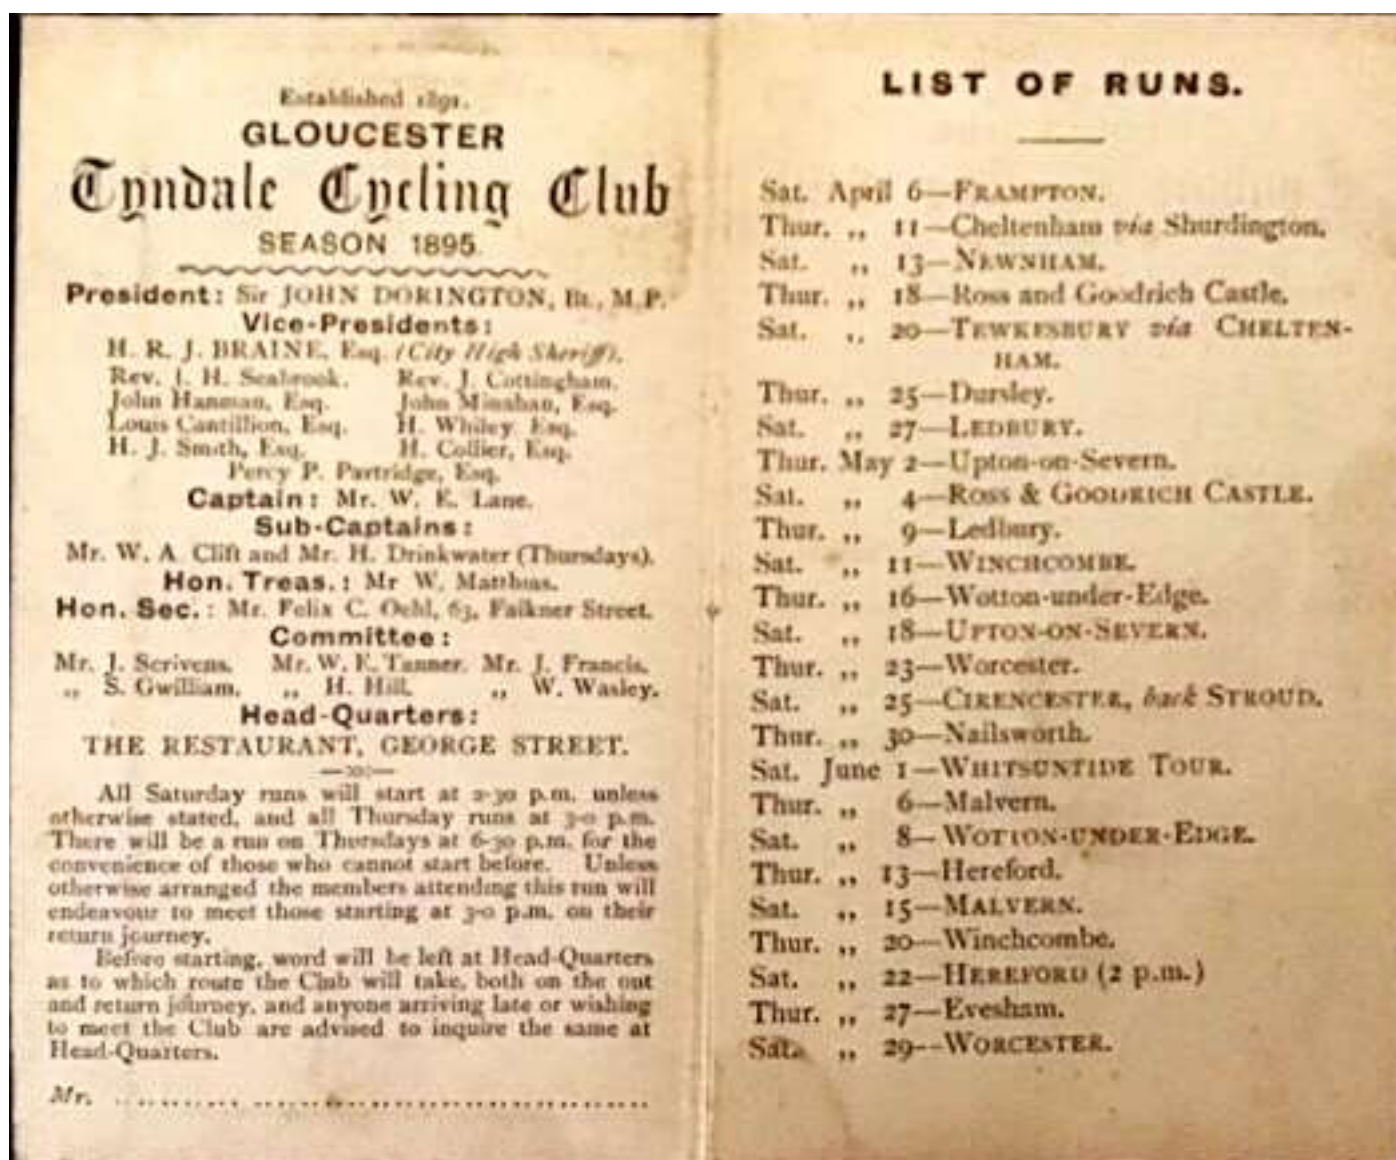 Established 1891.
GLOUCESTER
Tyndale Cycling Club
SEASON 1895.
President: Sir JOHN DORINGTON, Bt., M.P.
Vice-Presidents:
H. R. J. BRAINE, Esq. (City High Sheriff).
Rev. J. H. Seabrook. Rev. J. Cottingham.
John Hanman, Esq. John Minahan, Esq.
Louis Cantillion, Esq. H. Whiley Esq.
H. J. Smith, Esq. H. Collier, Esq.
Percy P. Partridge, Esq.
Captain: Mr. W. E. Lane.
Sub-Captains:
Mr. W. A Clift and Mr. H. Drinkwater (Thursdays).
Hon. Treas.: Mr W. Matthias.
Hon. Sec.: Mr. Felix C. Oehl, 63, Falkner Street.
Committee:
Mr. J. Scrivens. Mr. W. E. Tanner. Mr. J. Francis.
„ S. Gwilliam. „ H. Hill. „ W. Wasley.
Head-Quarters:
THE RESTAURANT, GEORGE STREET.
All Saturday runs will start at 2-30 p.m. unless
otherwise stated, and all Thursday runs at 3-0 p.m.
There will be a run on Thursdays at 6-30 p.m. for the
convenience of those who cannot start before. Unless
otherwise arranged the members attending this run will
endeavour to meet those starting at 3-0 p.m. on their
return journey.
Before starting, word will be left at Head-Quarters
as to which route the Club will take, both on the out
and return journey, and anyone arriving late or wishing
to meet the Club are advised to inquire the same at
Head-Quarters.
Mr. ................................................
LIST OF RUNS.
Sat. April 6—FRAMPTON.
Thur. „ 11—Cheltenham via Shurdington.
Sat. „ 13—NEWNHAM.
Thur. „ 18—Ross and Goodrich Castle.
Sat. „ 20—TEWKESBURY via CHELTEN-
HAM.
Thur. „ 25—Dursley.
Sat. „ 27—LEDBURY.
Thur. May 2—Upton-on-Severn.
Sat. „ 4—ROSS & GOODRICH CASTLE.
Thur. „ 9—Ledbury.
Sat. „ 11—WINCHCOMBE.
Thur. „ 16—Wotton-under-Edge.
Sat. „ 18—UPTON-ON-SEVERN.
Thur. „ 23—Worcester.
Sat. „ 25—CIRENCESTER, back STROUD.
Thur. „ 30—Nailsworth.
Sat. June 1—WHITSUNTIDE TOUR.
Thur. „ 6—Malvern.
Sat. „ 8—WOTTON-UNDER-EDGE.
Thur. „ 13—Hereford.
Sat. „ 15—MALVERN.
Thur. „ 20—Winchcombe.
Sat. „ 22—HEREFORD (2 p.m.)
Thur. „ 27—Evesham.
Sat. „ 29—WORCESTER.